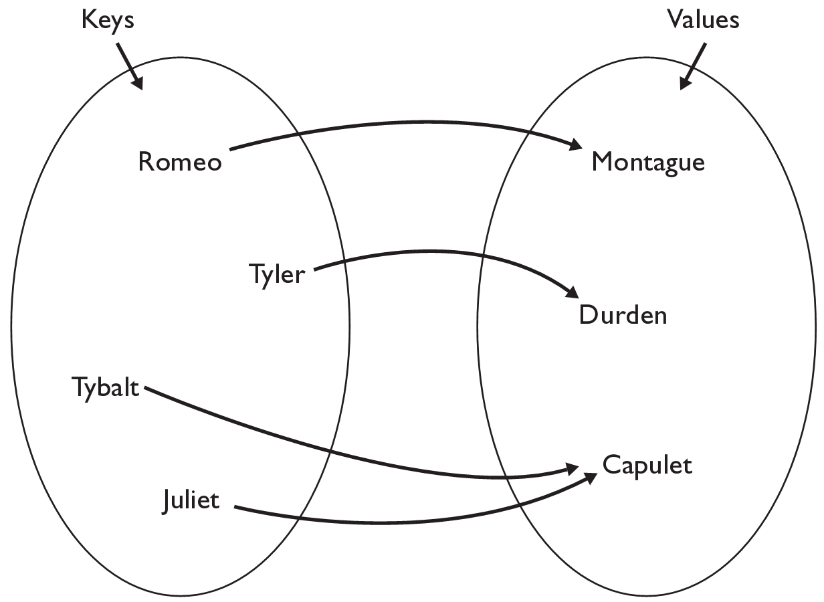 Keys
Values
Romeo
Montague
Tyler
Durden
Tybalt
Capulet
Juliet